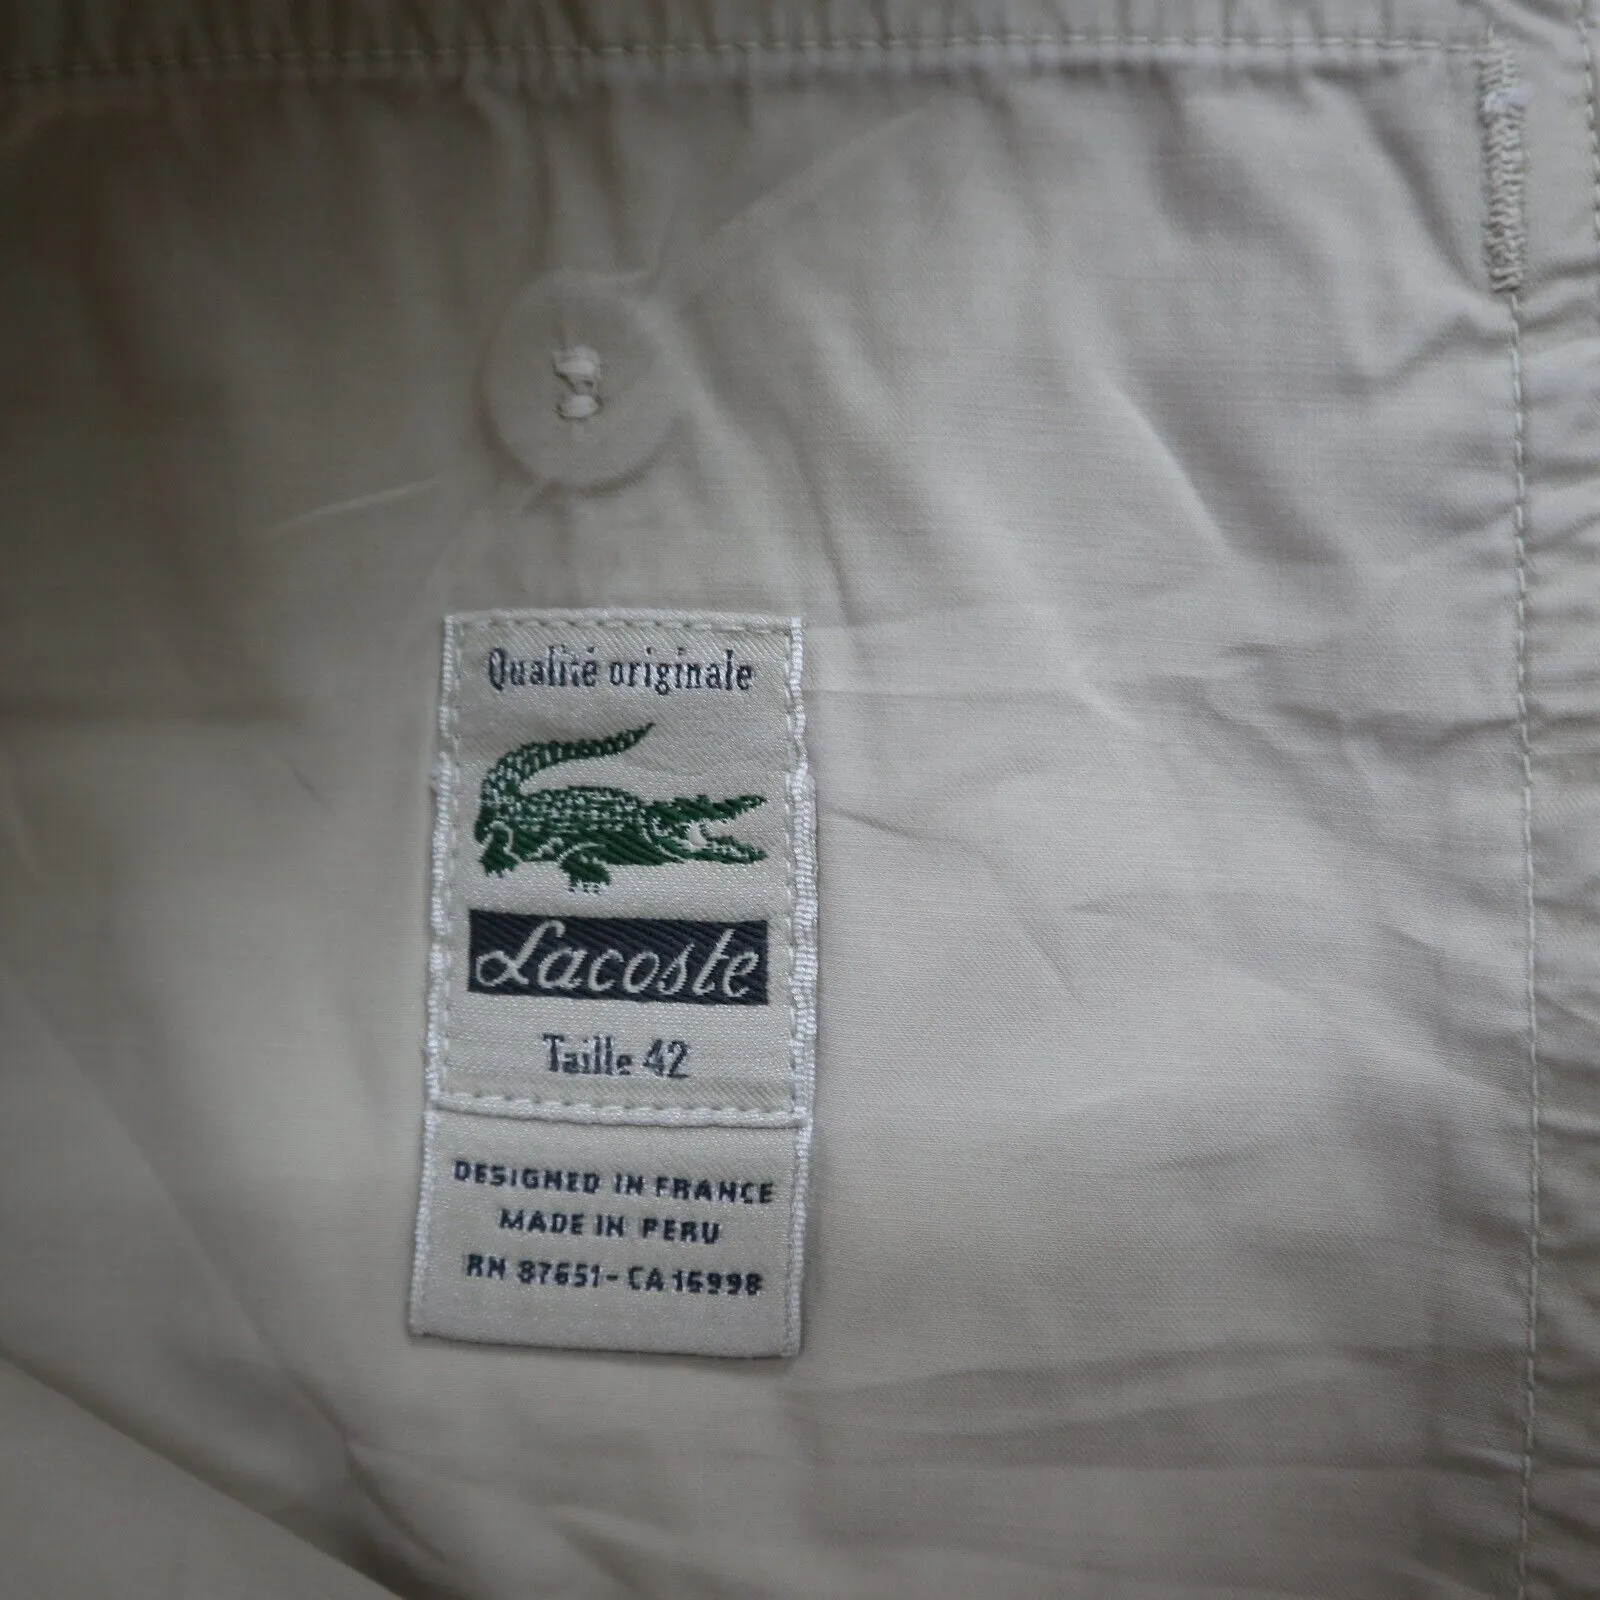 Qualité originale
Lacoste
Taille 42
DESIGNED IN FRANCE
MADE IN PERU
RN 87651-CA 16998